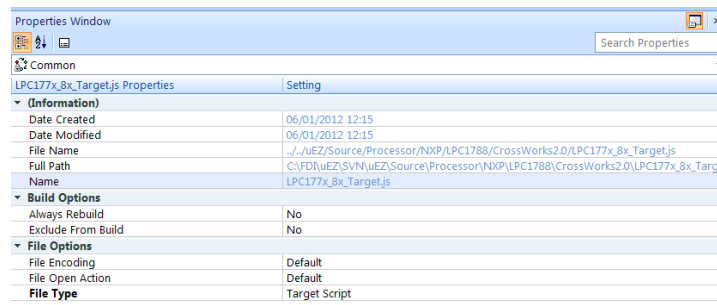 Properties Window
Search Properties
Common
LPC177x_8x_Target.js Properties Setting
(Information)
Date Created 06/01/2012 12:15
Date Modified 06/01/2012 12:15
File Name ../../uEZ/Source/Processor/NXP/LPC1788/CrossWorks2.0/LPC177x_8x_Target.js
Full Path C:\FDI\uEZ\SVN\uEZ\Source\Processor\NXP\LPC1788\CrossWorks2.0\LPC177x_8x_Targ
Name LPC177x_8x_Target.js
Build Options
Always Rebuild No
Exclude From Build No
File Options
File Encoding Default
File Open Action Default
File Type Target Script